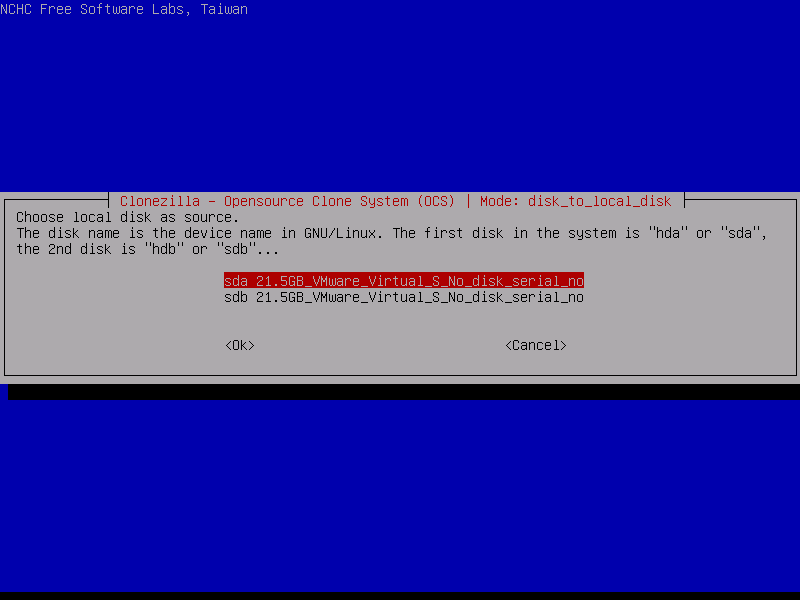 NCHC Free Software Labs, Taiwan
Clonezilla - Opensource Clone System (OCS) | Mode: disk_to_local_disk
Choose local disk as source.
The disk name is the device name in GNU/Linux. The first disk in the system is "hda" or "sda",
the 2nd disk is "hdb" or "sdb"...
sda 21.5GB_VMware_Virtual_S_No_disk_serial_no
sdb 21.5GB_VMware_Virtual_S_No_disk_serial_no
<Ok> <Cancel>